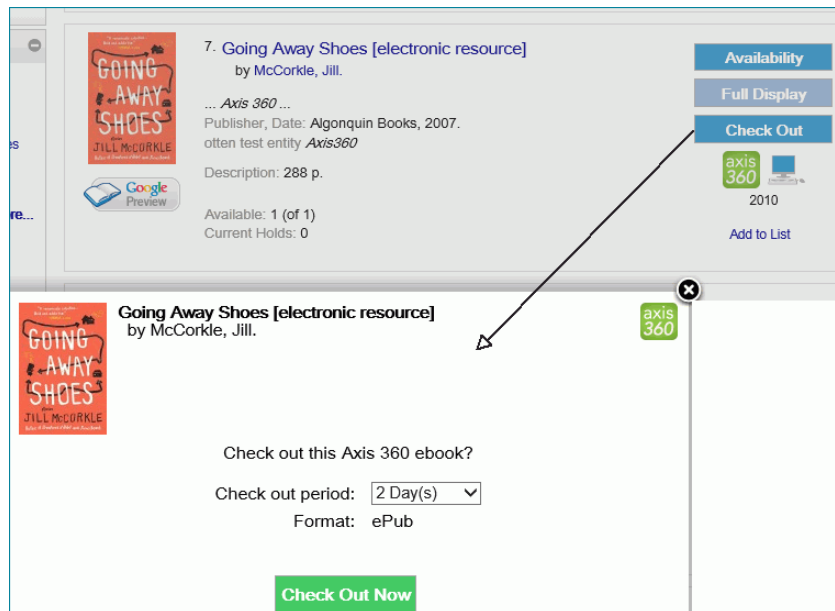 es
re...
GOING
AWAY
SHOES
JILL McCORKLE
Google
Preview
7. Going Away Shoes [electronic resource]
by McCorkle, Jill.
... Axis 360 ...
Publisher, Date: Algonquin Books, 2007.
otten test entity Axis360
Description: 288 p.
Available: 1 (of 1)
Current Holds: 0
Availability
Full Display
Check Out
axis
360
2010
Add to List
GOING
AWAY
SHOES
JILL McCORKLE
Going Away Shoes [electronic resource]
by McCorkle, Jill.
axis
360
Check out this Axis 360 ebook?
Check out period: 2 Day(s)
Format: ePub
Check Out Now